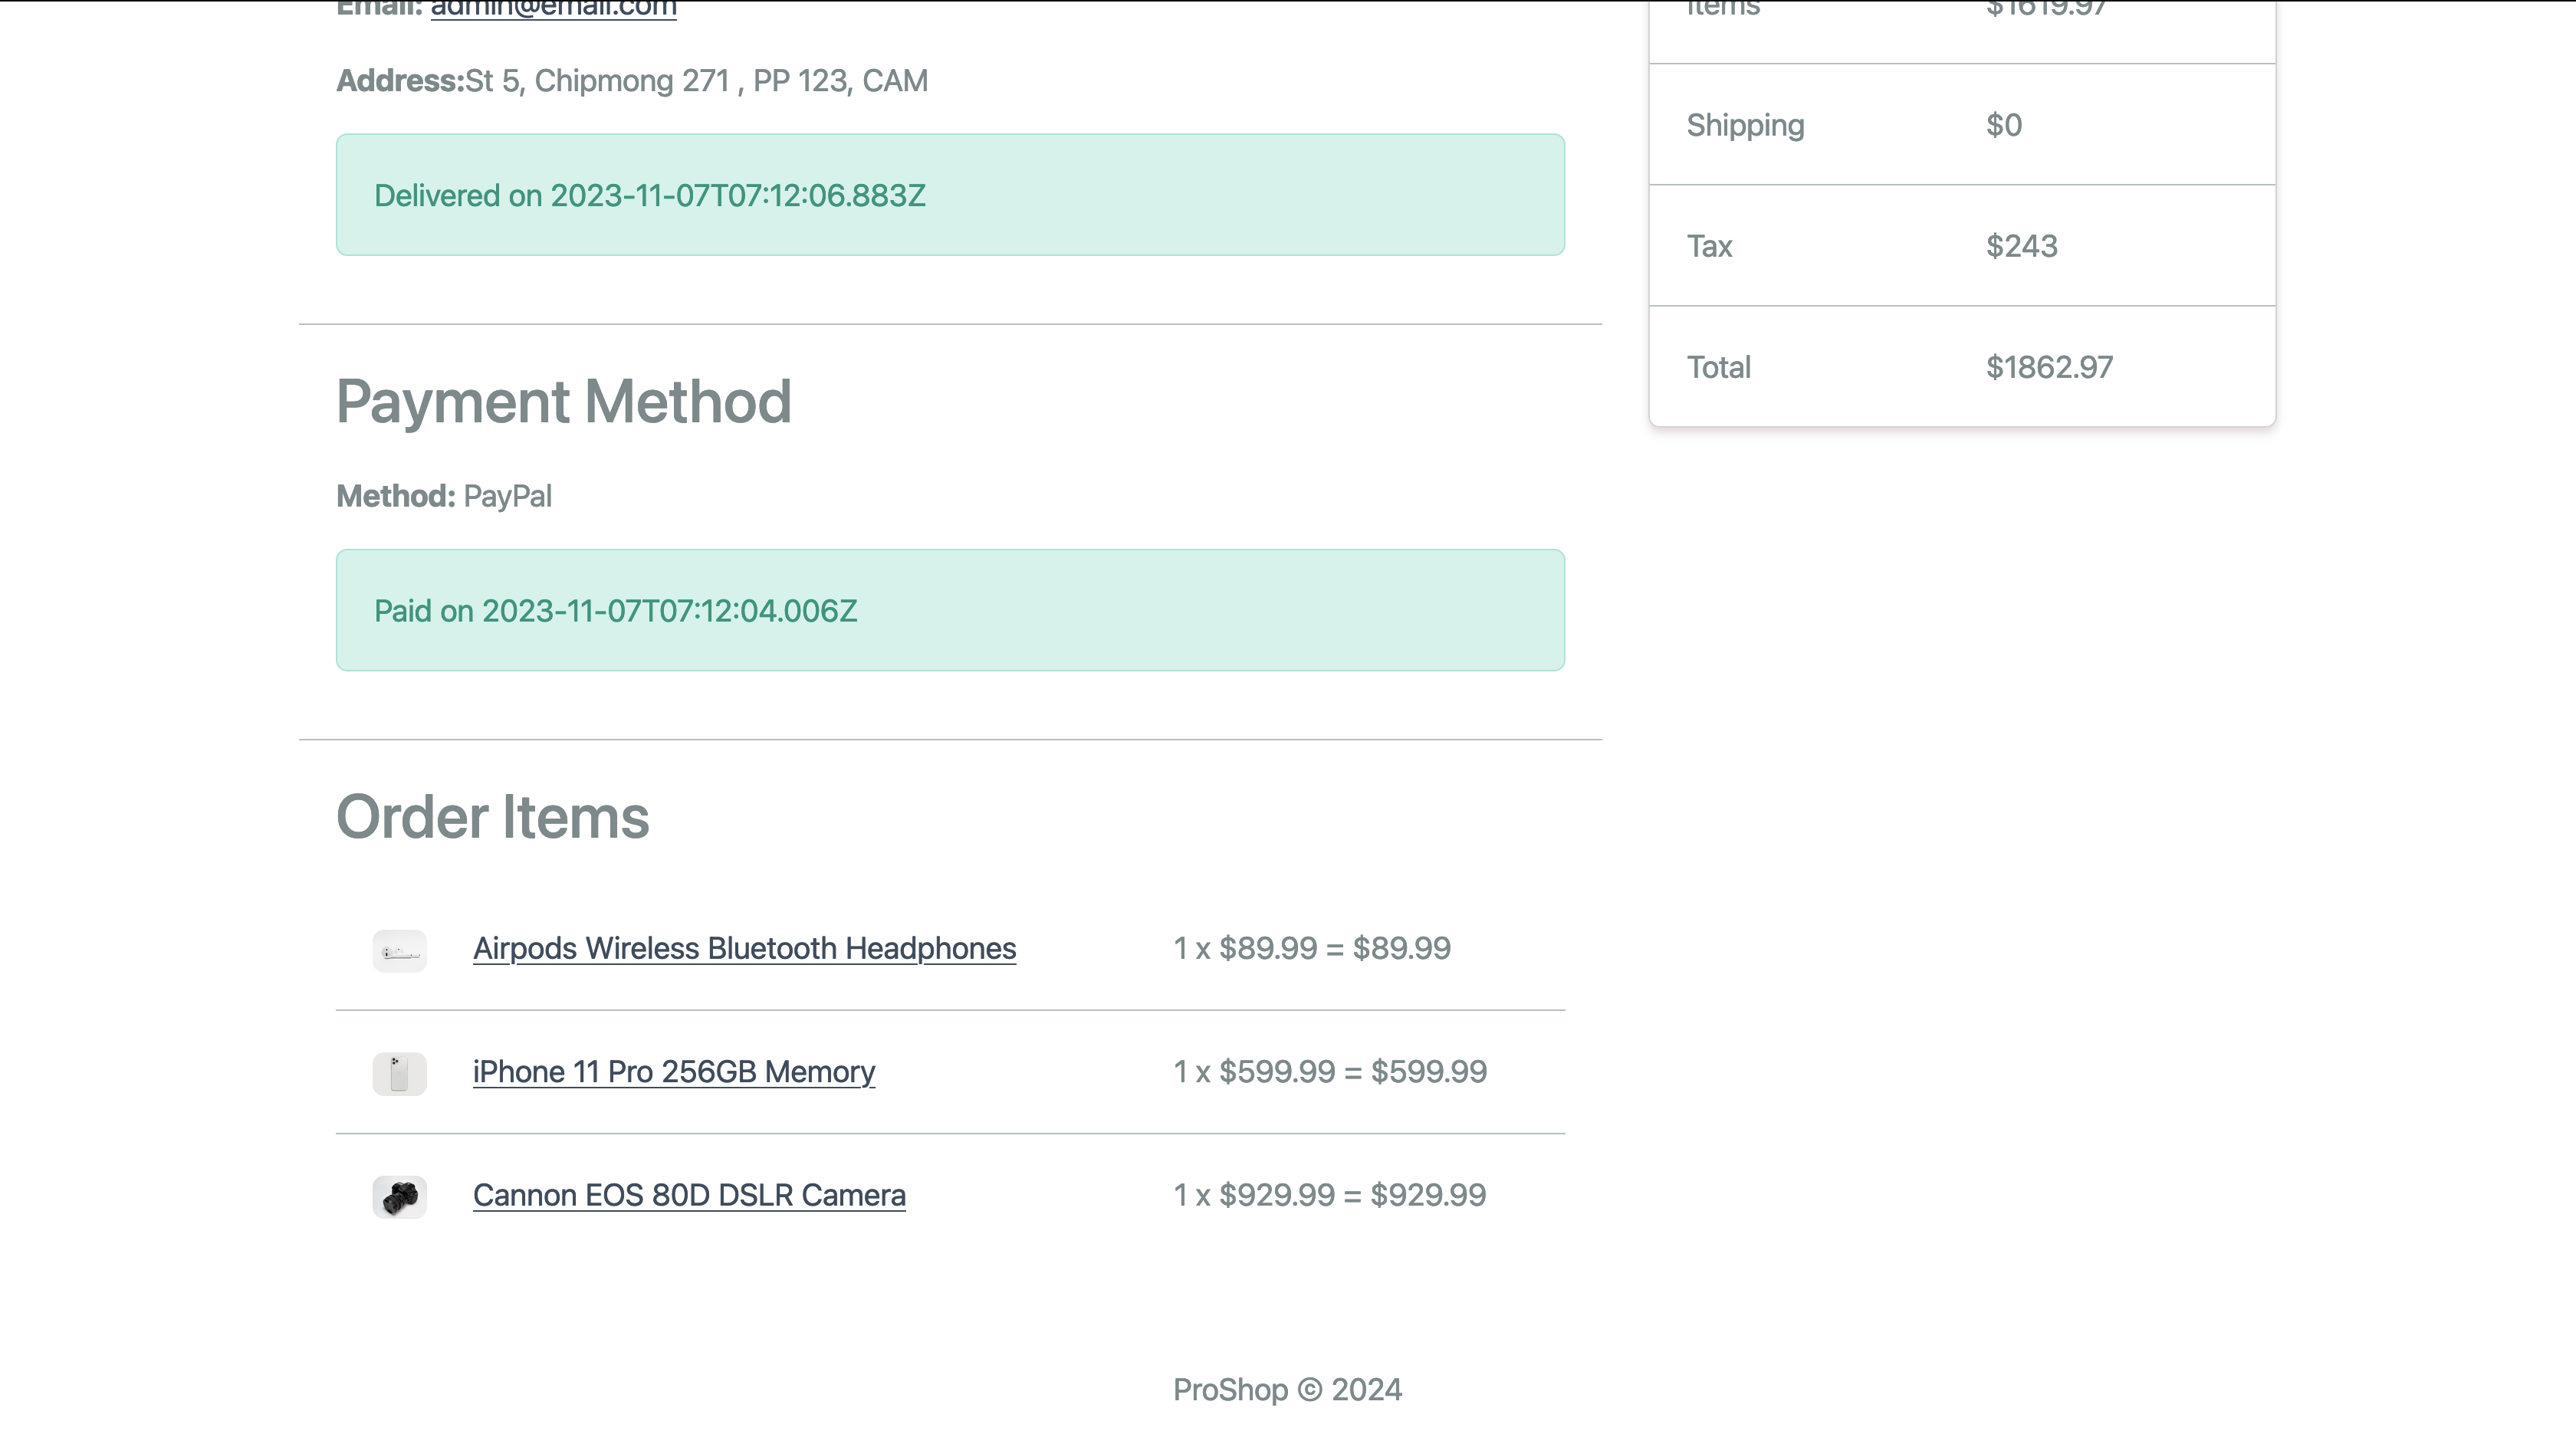 Email: admin@email.com
Address:St 5, Chipmong 271 , PP 123, CAM
Delivered on 2023-11-07T07:12:06.883Z
Payment Method
Method: PayPal
Paid on 2023-11-07T07:12:04.006Z
Order Items
Airpods Wireless Bluetooth Headphones 1 x $89.99 = $89.99
iPhone 11 Pro 256GB Memory 1 x $599.99 = $599.99
Cannon EOS 80D DSLR Camera 1 x $929.99 = $929.99
Items $1619.97
Shipping $0
Tax $243
Total $1862.97
ProShop © 2024